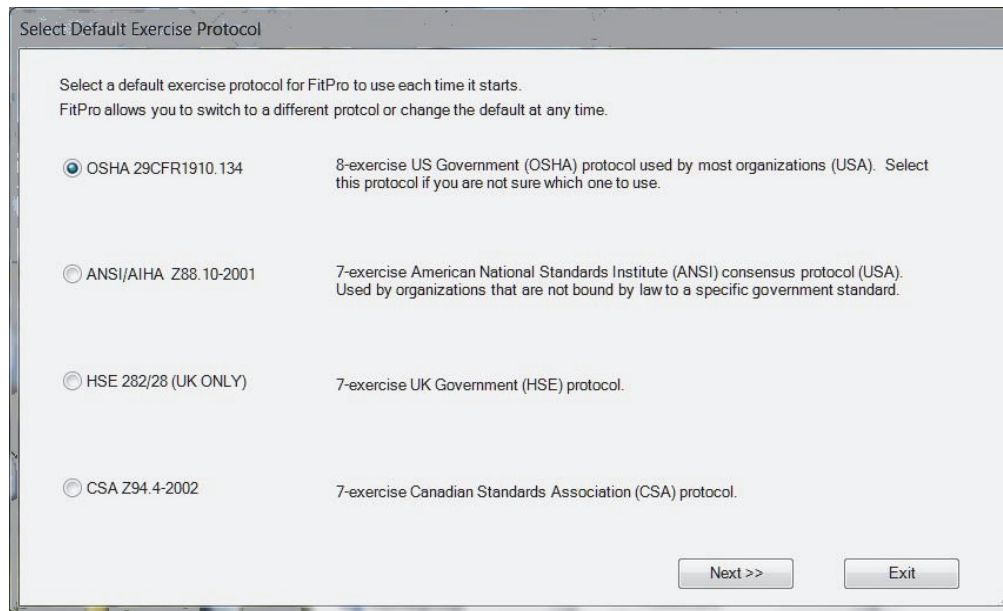 Select Default Exercise Protocol
Select a default exercise protocol for FitPro to use each time it starts.
FitPro allows you to switch to a different protcol or change the default at any time.
OSHA 29CFR1910.134
8-exercise US Government (OSHA) protocol used by most organizations (USA). Select
this protocol if you are not sure which one to use.
ANSI/AIHA Z88.10-2001
7-exercise American National Standards Institute (ANSI) consensus protocol (USA).
Used by organizations that are not bound by law to a specific government standard.
HSE 282/28 (UK ONLY)
7-exercise UK Government (HSE) protocol.
CSA Z94.4-2002
7-exercise Canadian Standards Association (CSA) protocol.
Next >>
Exit